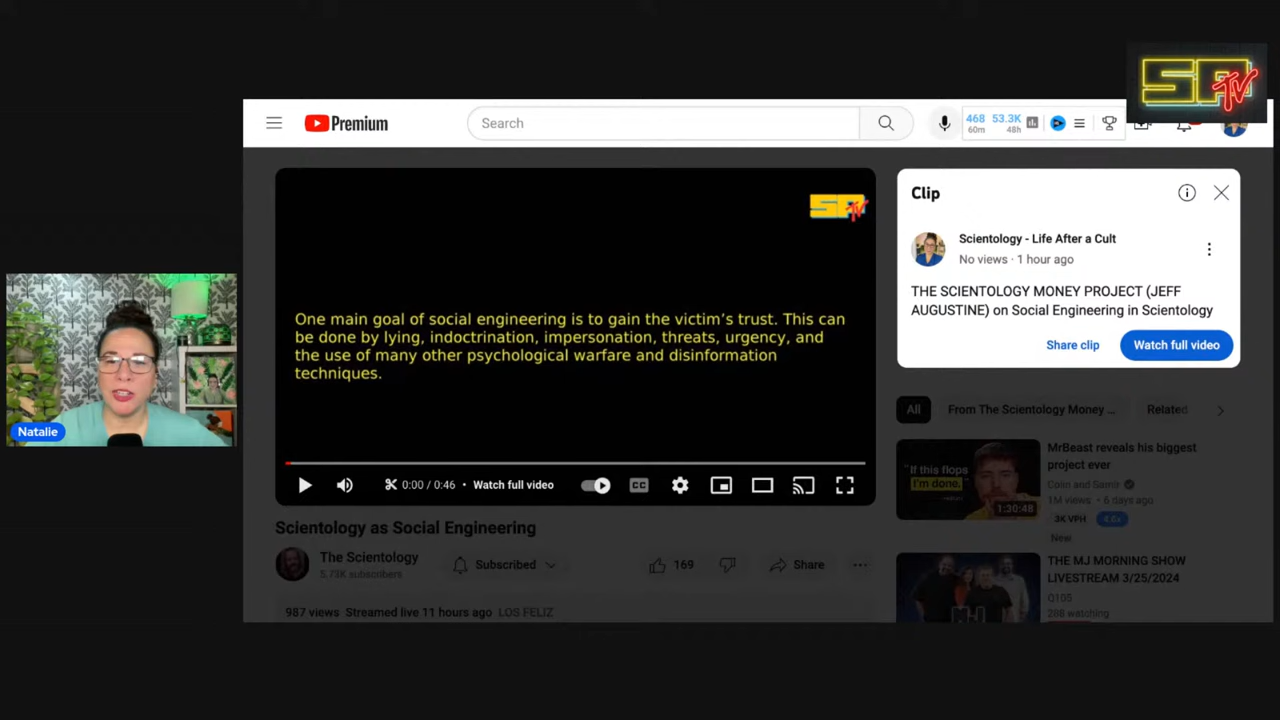 SPTV
Premium
Search
468 53.3K
60m 48h
SPTV
One main goal of social engineering is to gain the victim's trust. This can
be done by lying, indoctrination, impersonation, threats, urgency, and
the use of many other psychological warfare and disinformation
techniques.
0:00 / 0:46 • Watch full video
CC
Scientology as Social Engineering
The Scientology
5.73K subscribers
Subscribed
169
Share
987 views Streamed live 11 hours ago LOS FELIZ
Clip
Scientology - Life After a Cult
No views · 1 hour ago
THE SCIENTOLOGY MONEY PROJECT (JEFF
AUGUSTINE) on Social Engineering in Scientology
Share clip
Watch full video
All
From The Scientology Money ...
Related
"If this flops
I'm done."
1:30:48
MrBeast reveals his biggest
project ever
Colin and Samir
1M views • 6 days ago
3K VPH
New
THE MJ MORNING SHOW
LIVESTREAM 3/25/2024
Q105
288 watching
MJ
Natalie